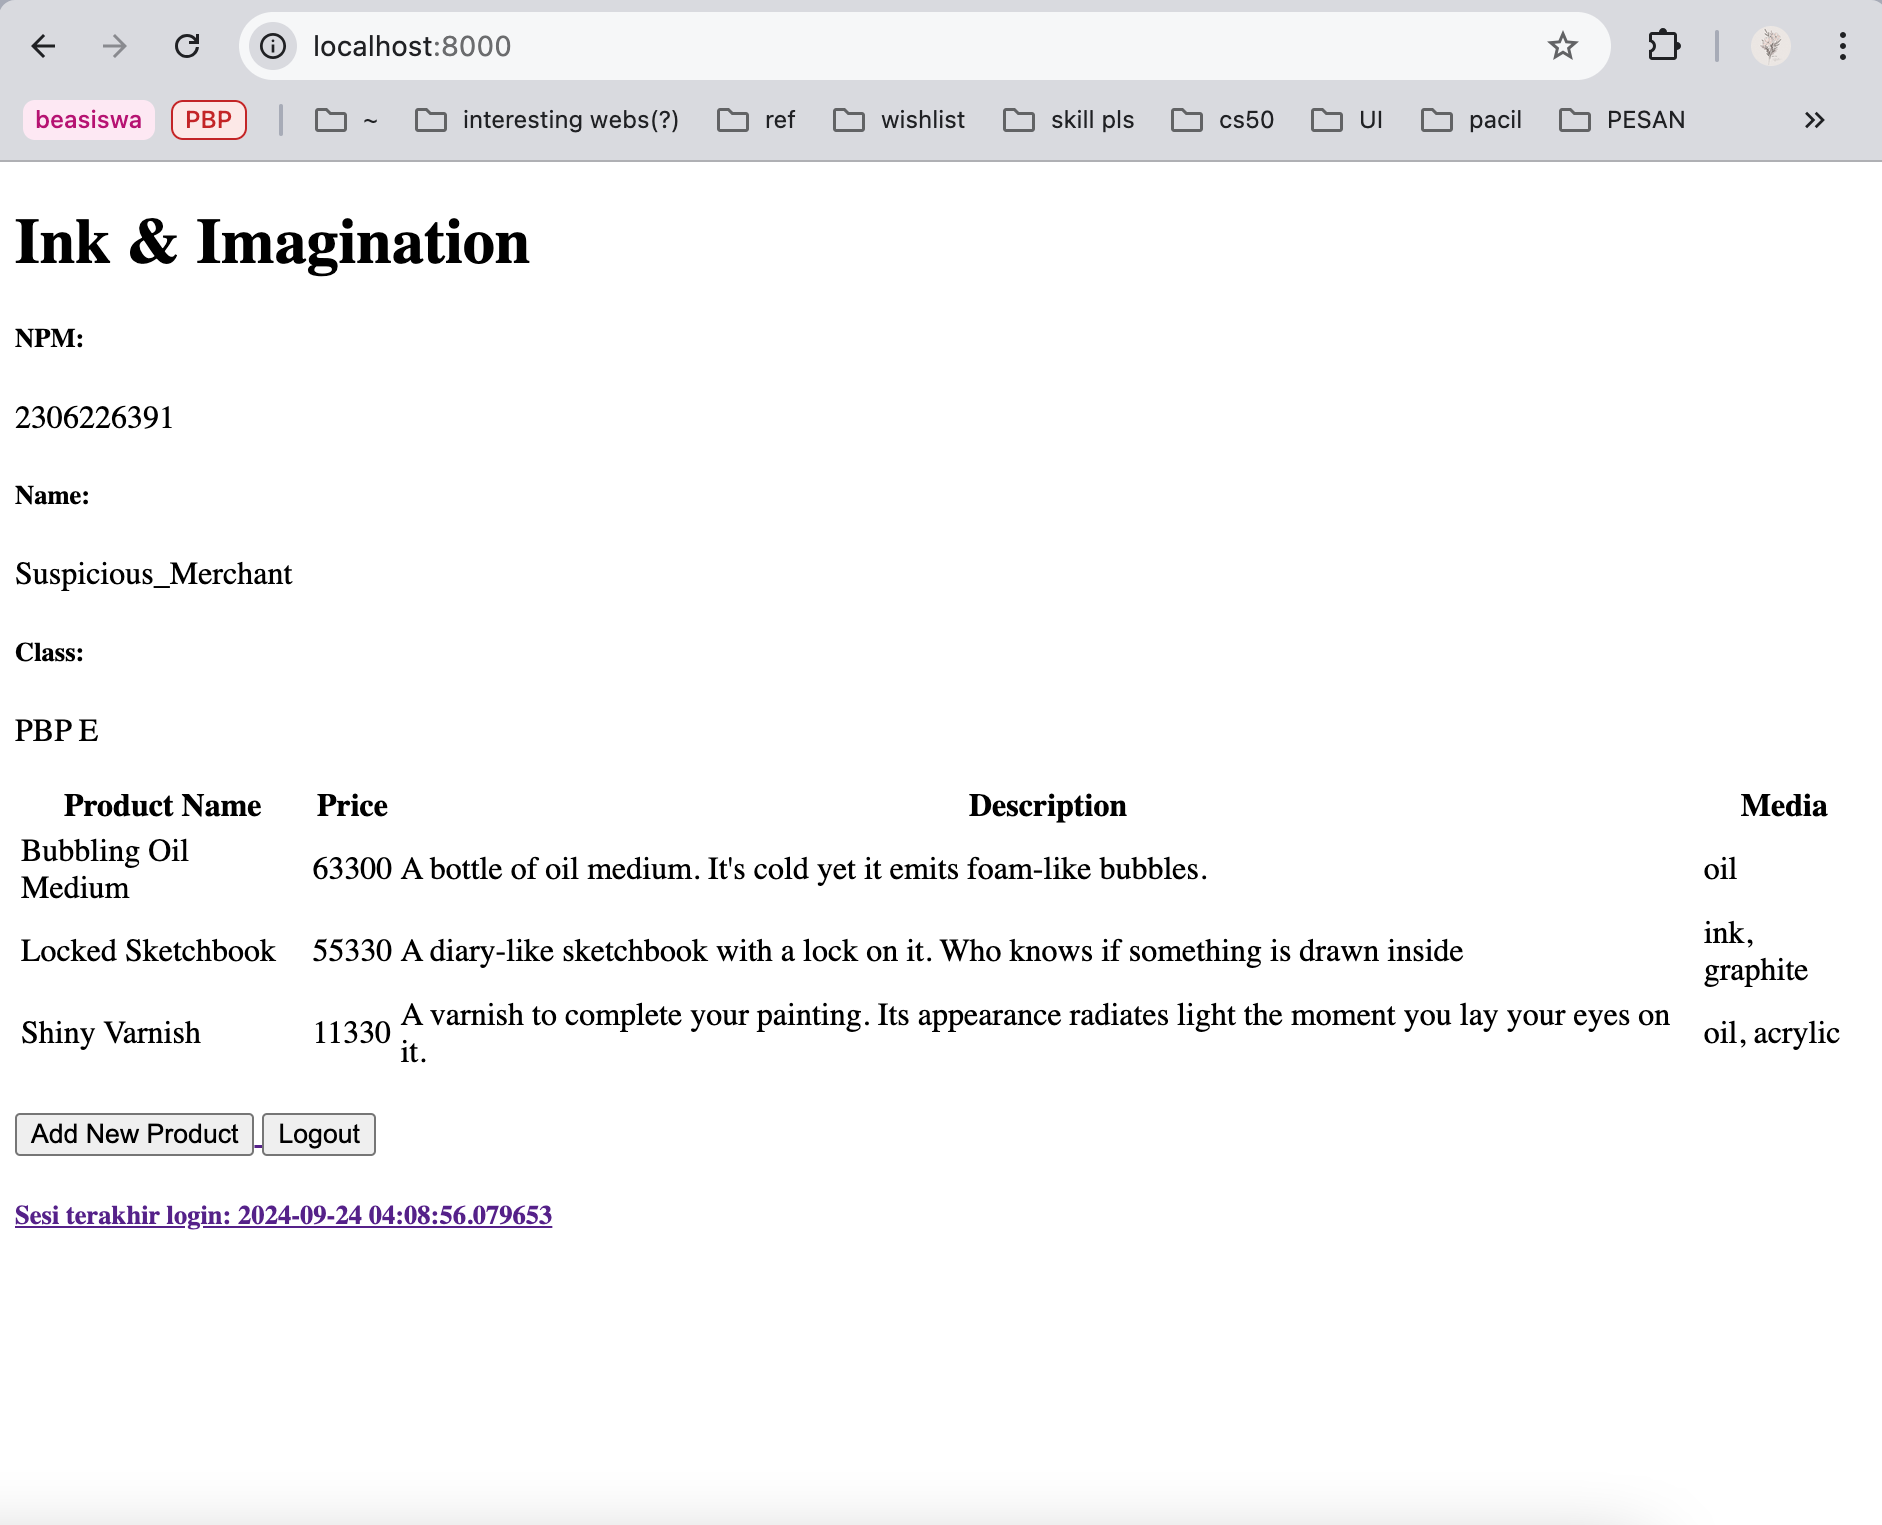 localhost:8000
beasiswa PBP ~ interesting webs(?) ref wishlist skill pls cs50 UI pacil PESAN
Ink & Imagination
NPM:
2306226391
Name:
Suspicious_Merchant
Class:
PBP E
Product Name Price Description Media
Bubbling Oil
Medium
63300 A bottle of oil medium. It's cold yet it emits foam-like bubbles. oil
Locked Sketchbook 55330 A diary-like sketchbook with a lock on it. Who knows if something is drawn inside
ink,
graphite
Shiny Varnish 11330
A varnish to complete your painting. Its appearance radiates light the moment you lay your eyes on
it.
oil, acrylic
Add New Product Logout
Sesi terakhir login: 2024-09-24 04:08:56.079653